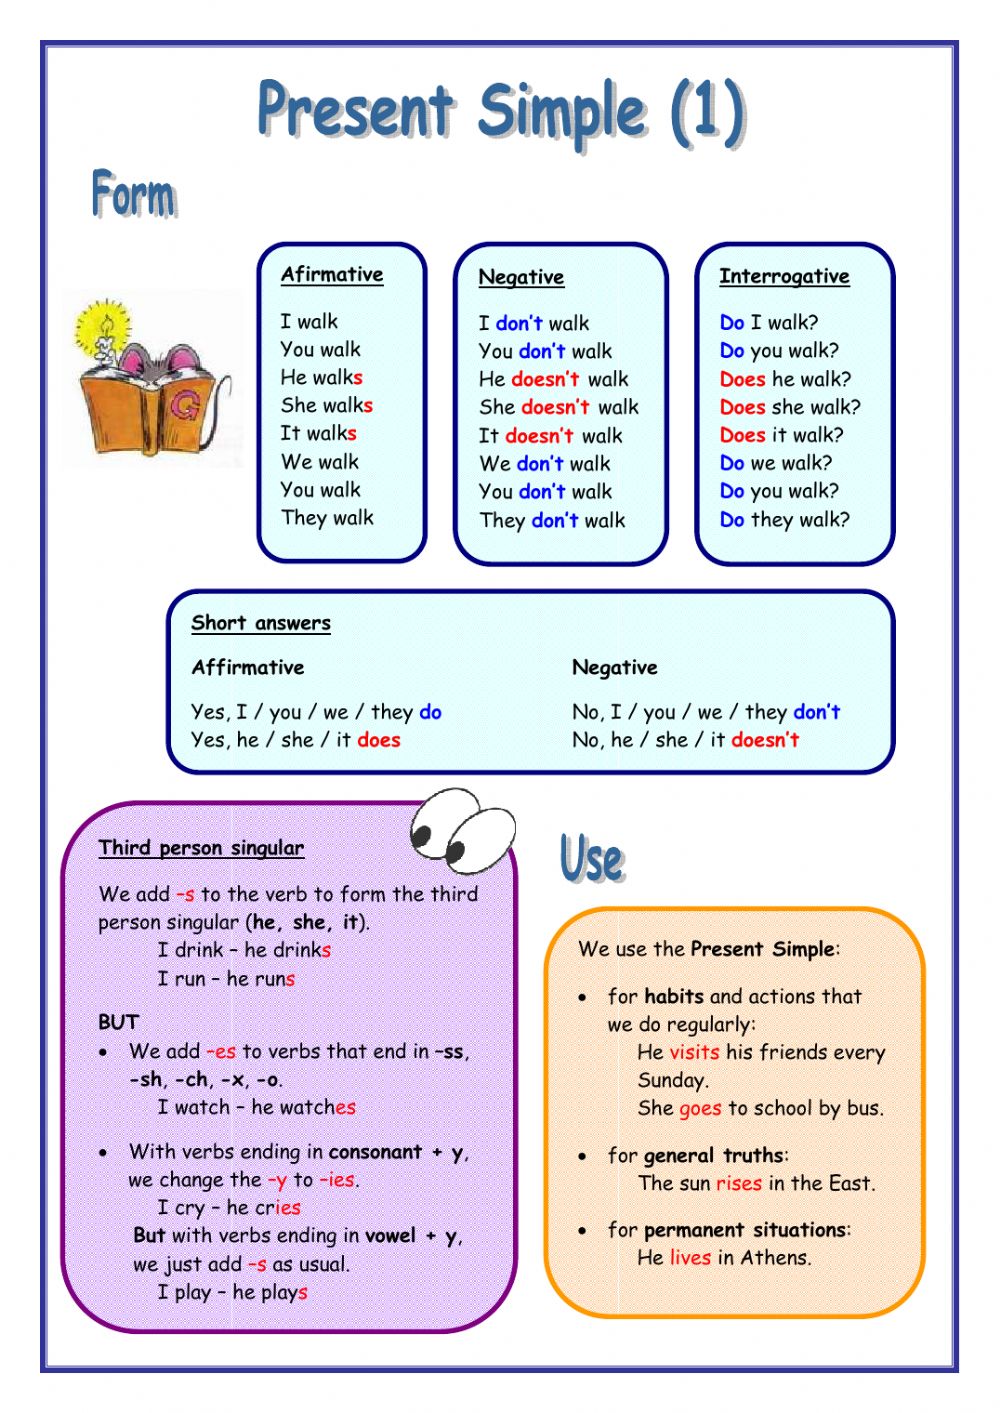 Present Simple (1)
Form
G
Afirmative
I walk
You walk
He walks
She walks
It walks
We walk
You walk
They walk
Negative
I don't walk
You don't walk
He doesn't walk
She doesn't walk
It doesn't walk
We don't walk
You don't walk
They don't walk
Interrogative
Do I walk?
Do you walk?
Does he walk?
Does she walk?
Does it walk?
Do we walk?
Do you walk?
Do they walk?
Short answers
Affirmative
Yes, I / you / we / they do
Yes, he / she / it does
Negative
No, I / you / we / they don't
No, he / she / it doesn't
Third person singular
We add –s to the verb to form the third
person singular (he, she, it).
I drink – he drinks
I run – he runs
BUT
• We add –es to verbs that end in –ss,
-sh, -ch, -x, -o.
I watch – he watches
• With verbs ending in consonant + y,
we change the –y to –ies.
I cry – he cries
But with verbs ending in vowel + y,
we just add –s as usual.
I play – he plays
Use
We use the Present Simple:
• for habits and actions that
we do regularly:
He visits his friends every
Sunday.
She goes to school by bus.
• for general truths:
The sun rises in the East.
• for permanent situations:
He lives in Athens.